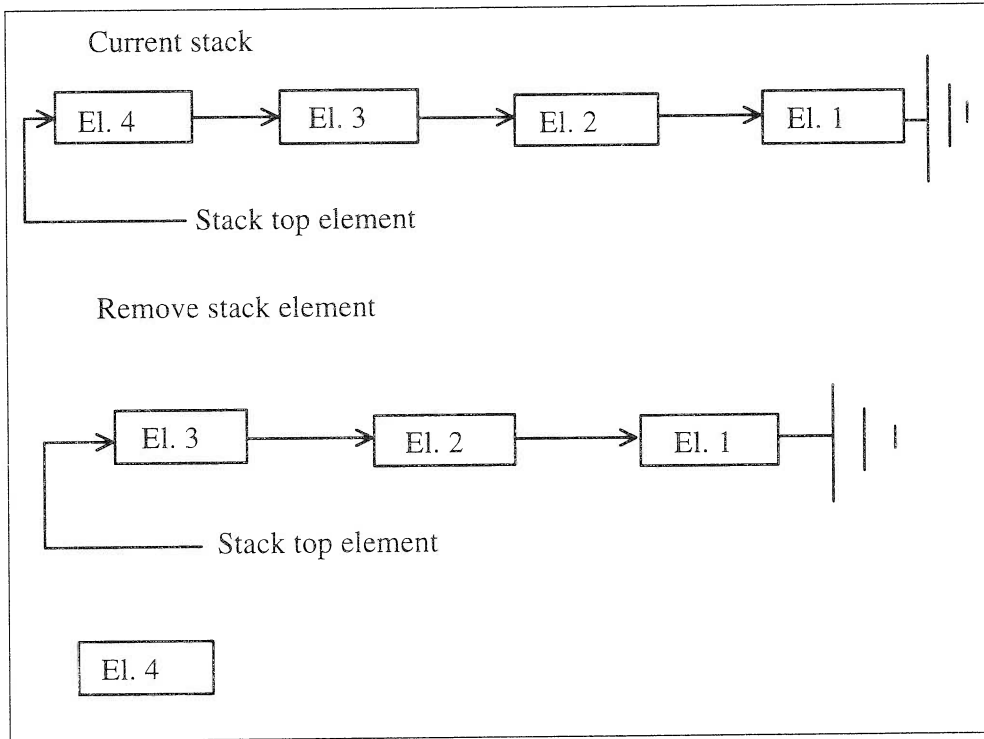 Current stack
El. 4 El. 3 El. 2 El. 1
Stack top element
Remove stack element
El. 3 El. 2 El. 1
Stack top element
El. 4